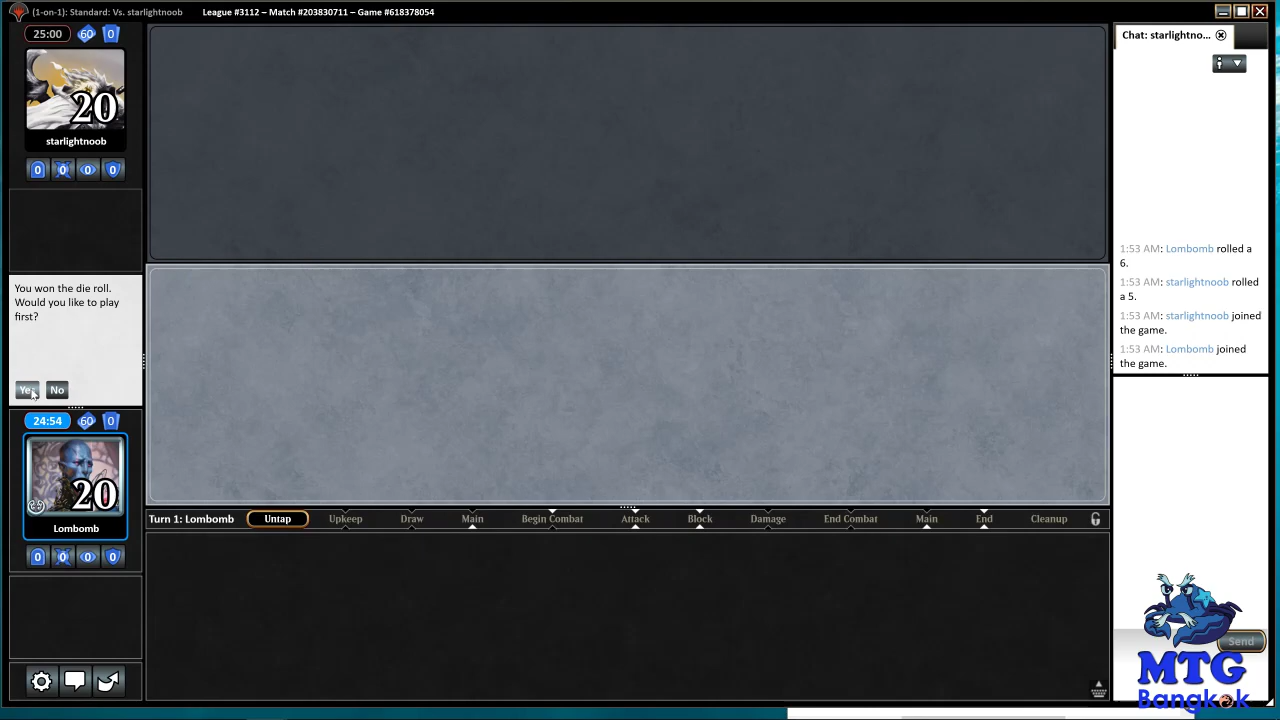 (1-on-1): Standard: Vs. starlightnoob
League #3112 – Match #203830711 – Game #618378054
25:00
60
0
20
starlightnoob
0
0
0
0
You won the die roll.
Would you like to play
first?
Yes
No
24:54
60
0
20
Lombomb
0
0
0
0
Turn 1: Lombomb
Untap
Upkeep
Draw
Main
Begin Combat
Attack
Block
Damage
End Combat
Main
End
Cleanup
Chat: starlightno...
1:53 AM: Lombomb rolled a
6.
1:53 AM: starlightnoob rolled
a 5.
1:53 AM: starlightnoob joined
the game.
1:53 AM: Lombomb joined
the game.
Send
MTG
Bangkok